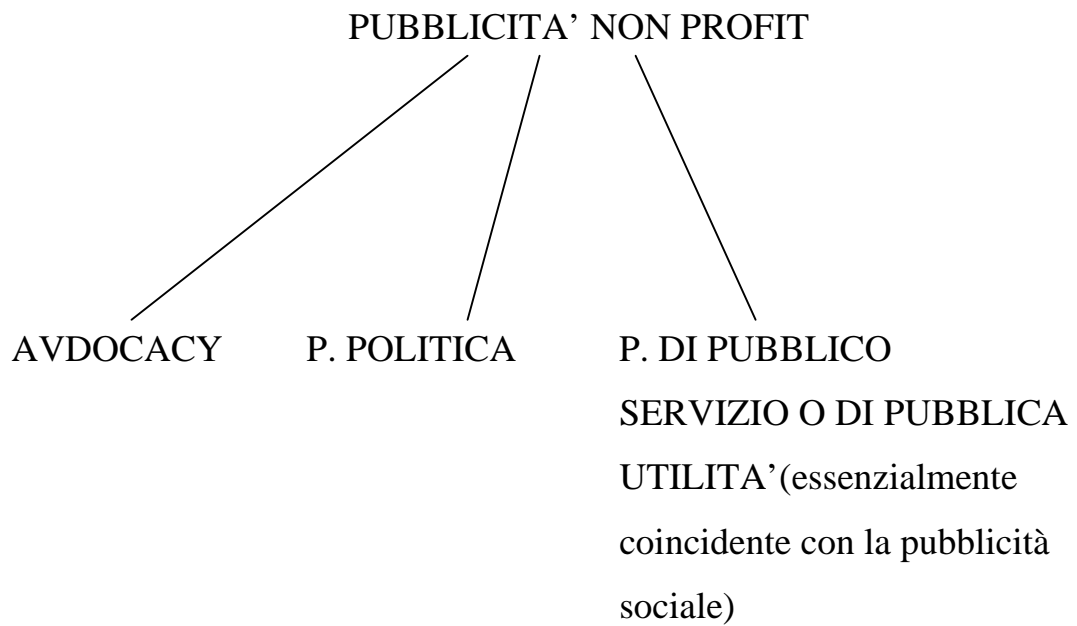 PUBBLICITA’ NON PROFIT
AVDOCACY
P. POLITICA
P. DI PUBBLICO
SERVIZIO O DI PUBBLICA
UTILITA’(essenzialmente
coincidente con la pubblicità
sociale)